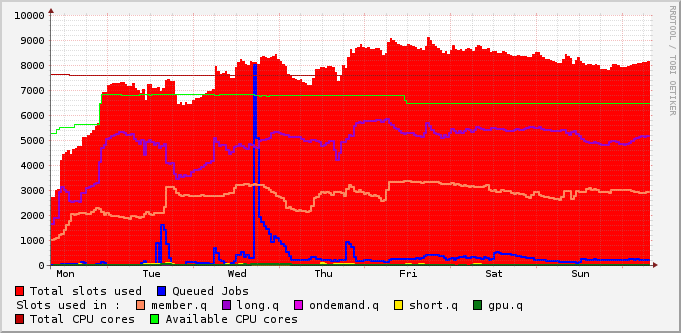 10000
9000
8000
7000
6000
5000
4000
3000
2000
1000
0
Mon Tue Wed Thu Fri Sat Sun
RRDTOOL / TOBI OETIKER
Total slots used Queued Jobs
Slots used in : member.q long.q ondemand.q short.q gpu.q
Total CPU cores Available CPU cores